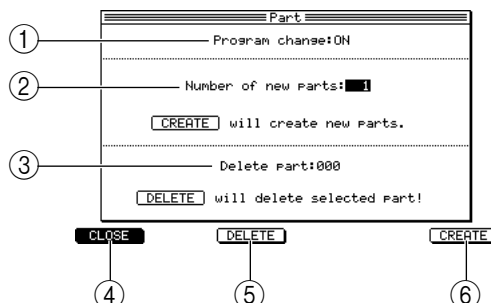 Part
① Program change:ON
② Number of new parts: 1
CREATE will create new parts.
③ Delete part:000
DELETE will delete selected part!
CLOSE DELETE CREATE
④ ⑤ ⑥